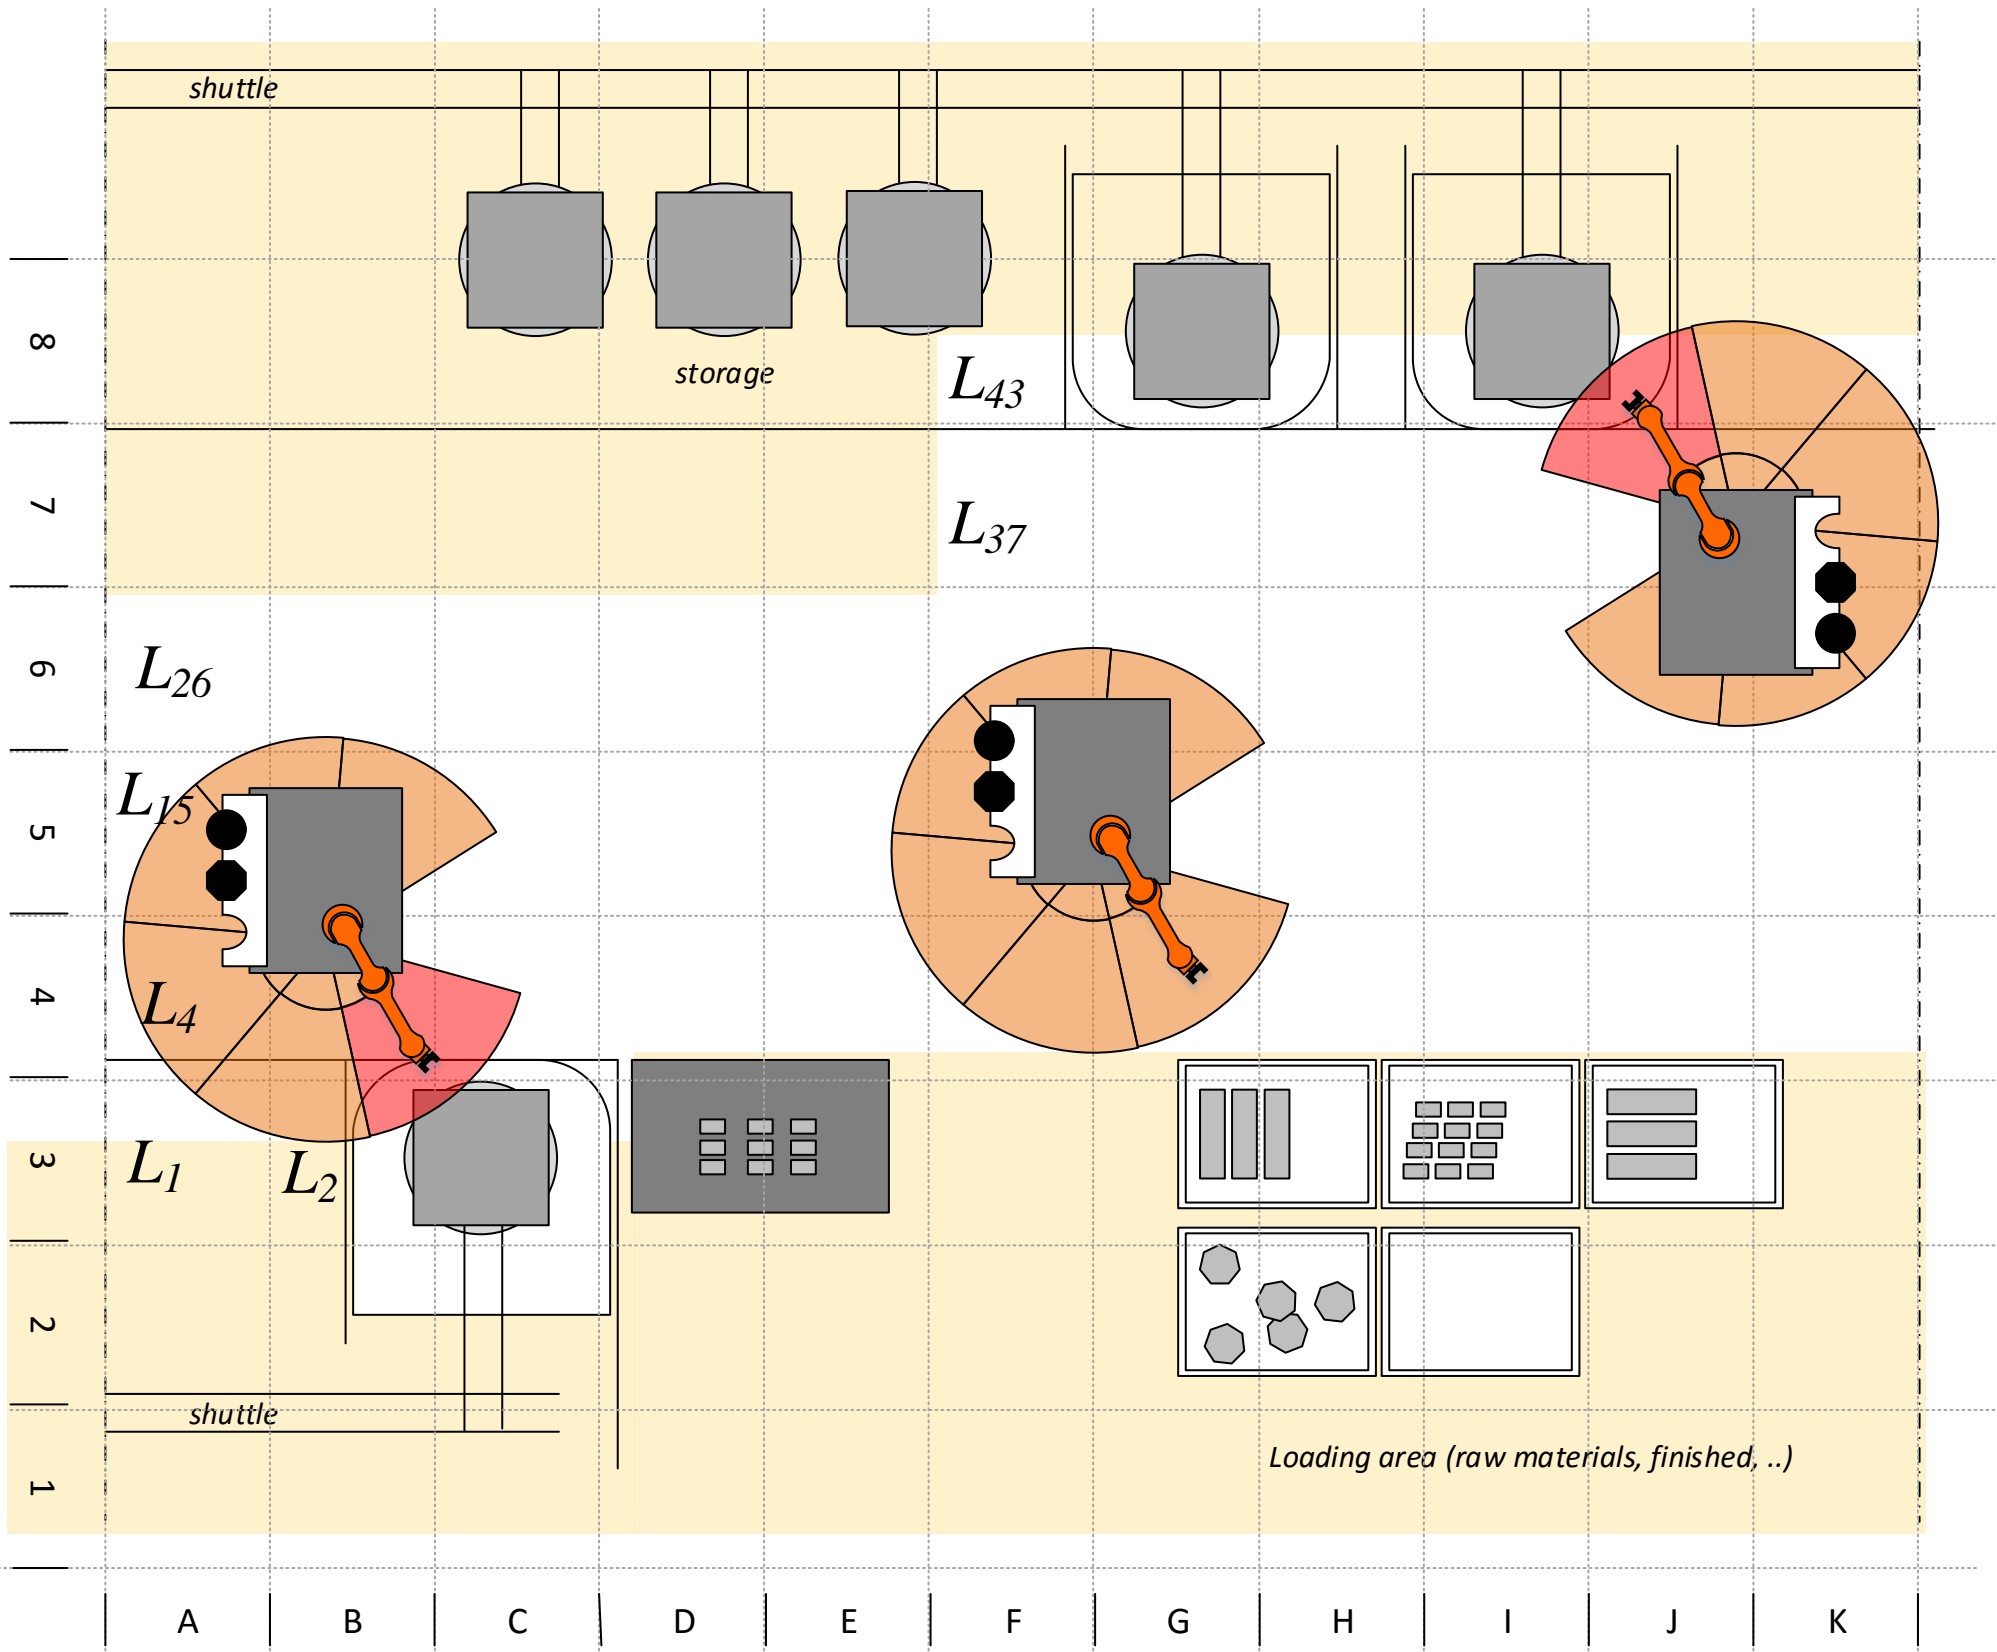 shuttle
8
storage
L43
7
L37
6
L26
5
L15
4
L4
3
L1
L2
2
shuttle
Loading area (raw materials, finished, ..)
1
A B C D E F G H I J K